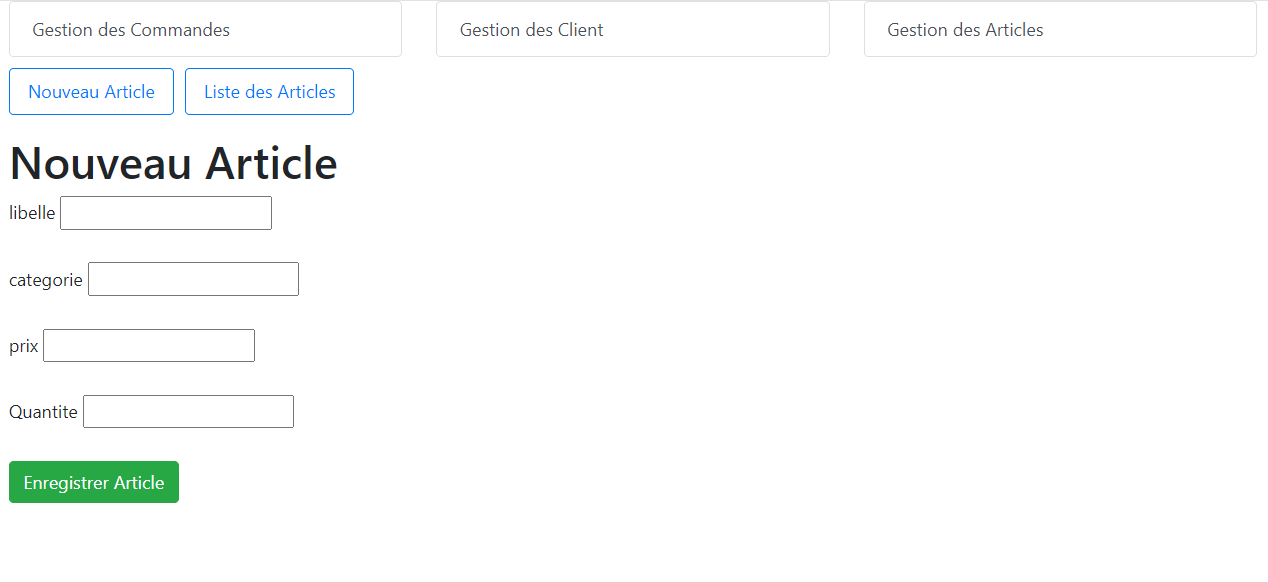 Gestion des Commandes
Gestion des Client
Gestion des Articles
Nouveau Article
Liste des Articles
Nouveau Article
libelle
categorie
prix
Quantite
Enregistrer Article